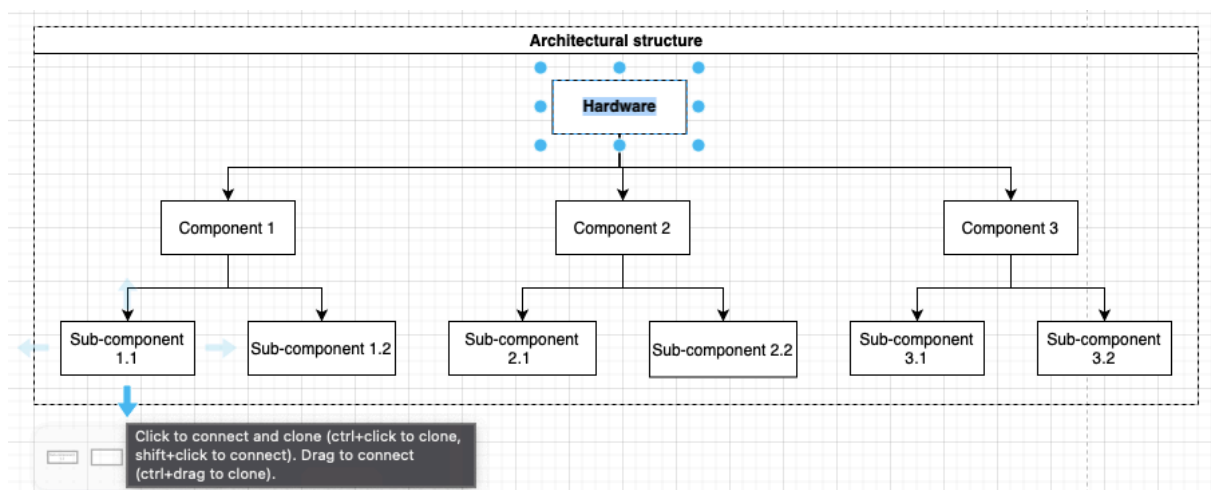 Architectural structure
Hardware
Component 1
Component 2
Component 3
Sub-component
1.1
Sub-component 1.2
Sub-component
2.1
Sub-component 2.2
Sub-component
3.1
Sub-component
3.2
Click to connect and clone (ctrl+click to clone,
shift+click to connect). Drag to connect
(ctrl+drag to clone).